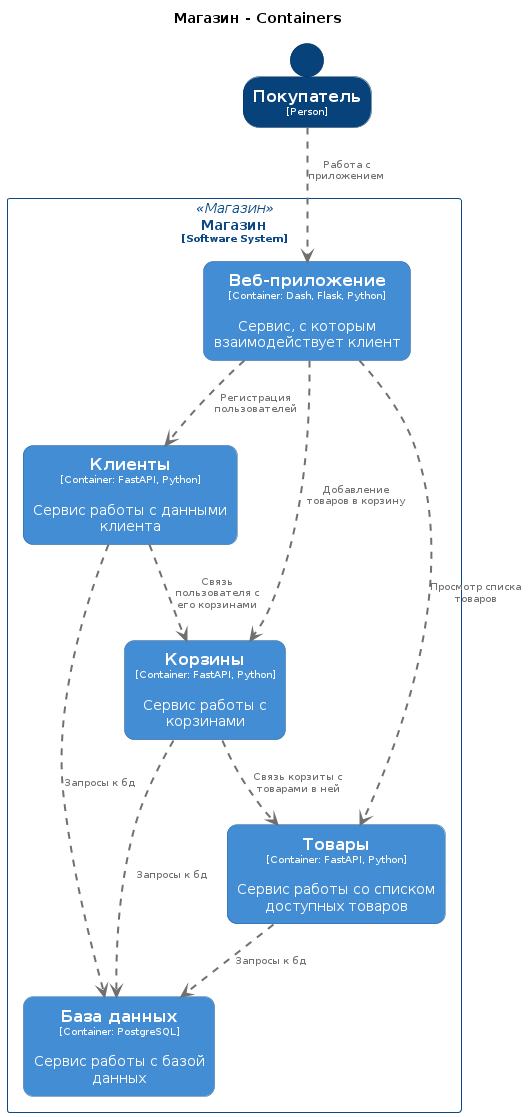 Магазин - Containers
Покупатель
[Person]
Работа с
приложением
«Магазин»
Магазин
[Software System]
Веб-приложение
[Container: Dash, Flask, Python]
Сервис, с которым
взаимодействует клиент
Регистрация
пользователей
Клиенты
[Container: FastAPI, Python]
Сервис работы с данными
клиента
Добавление
товаров в корзину
Просмотр списка
товаров
Связь
пользователя с
его корзинами
Корзины
[Container: FastAPI, Python]
Сервис работы с
корзинами
Запросы к бд
Связь корзиты с
товарами в ней
Товары
[Container: FastAPI, Python]
Сервис работы со списком
доступных товаров
Запросы к бд
Запросы к бд
База данных
[Container: PostgreSQL]
Сервис работы с базой
данных